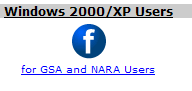 Windows 2000/XP Users
f
for GSA and NARA Users